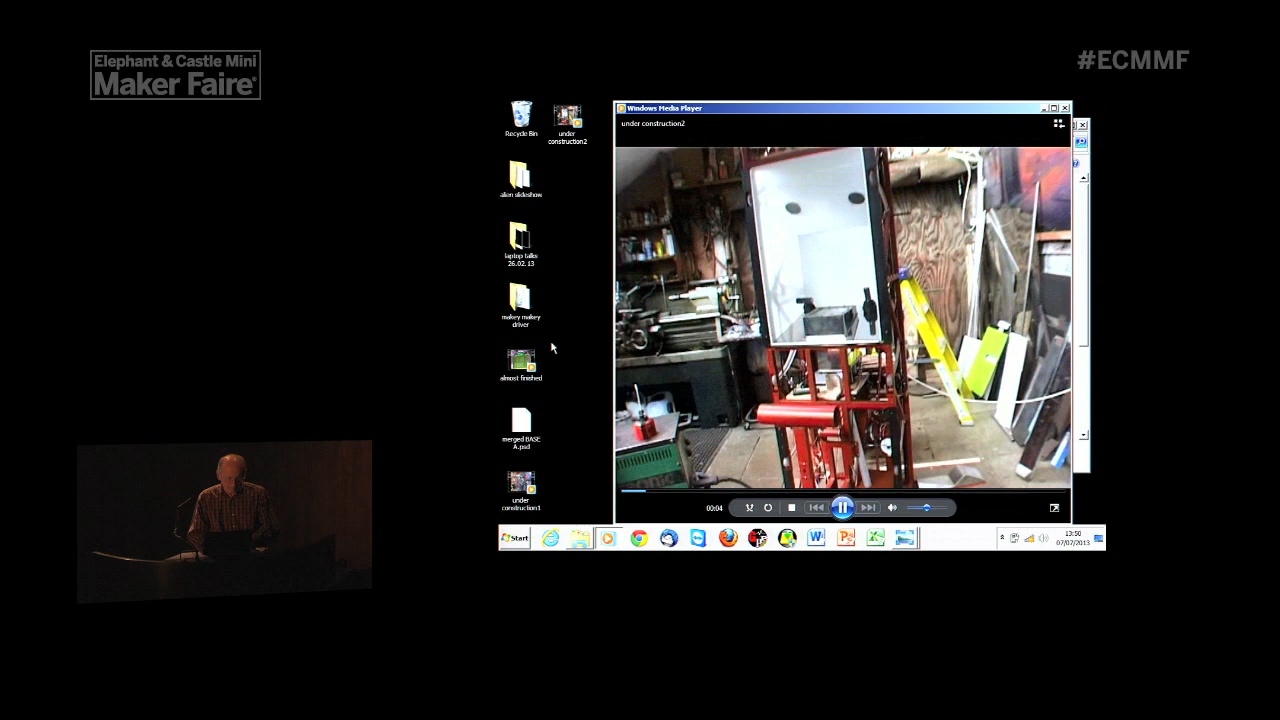 Elephant & Castle Mini
Maker Faire®
#ECMMF
Recycle Bin
under
construction2
alien slideshow
laptop talks
26.02.13
makey makey
driver
almost finished
merged BASE
A.psd
under
construction1
Windows Media Player
under construction2
00:04
Start
13:50
07/07/2013